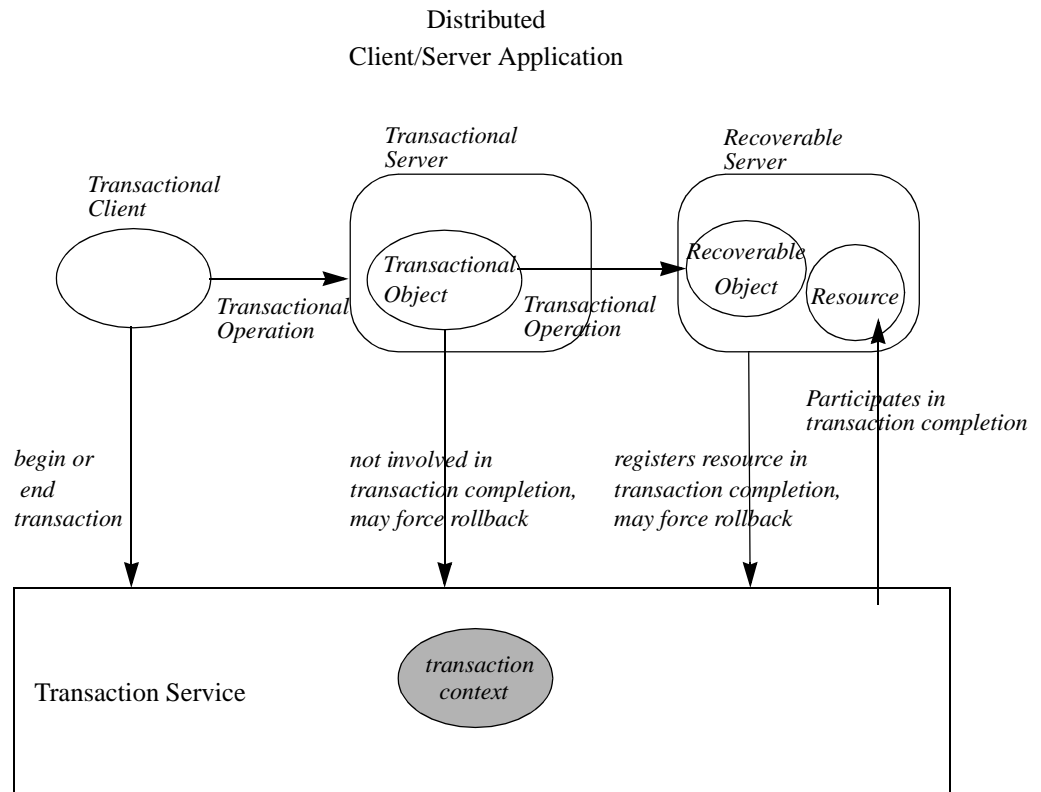 Distributed
Client/Server Application
Transactional
Client
Transactional
Server
Recoverable
Server
Transactional
Object
Recoverable
Object
Resource
Transactional
Operation
Transactional
Operation
begin or
end
transaction
not involved in
transaction completion,
may force rollback
registers resource in
transaction completion,
may force rollback
Participates in
transaction completion
Transaction Service
transaction
context